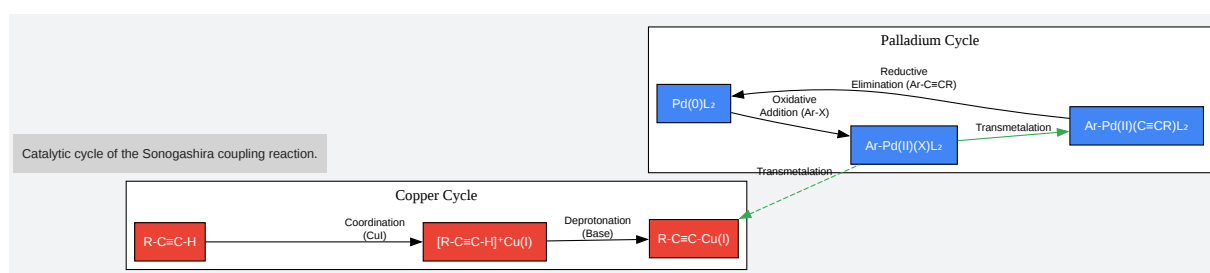 Palladium Cycle
Reductive
Elimination (Ar-C≡CR)
Pd(0)L₂
Oxidative
Addition (Ar-X)
Transmetalation
Ar-Pd(II)(C≡CR)L₂
Ar-Pd(II)(X)L₂
Catalytic cycle of the Sonogashira coupling reaction.
Transmetalation
Copper Cycle
R-C≡C-H
Coordination
(CuI)
[R-C≡C-H]⁺Cu(I)
Deprotonation
(Base)
R-C≡C-Cu(I)